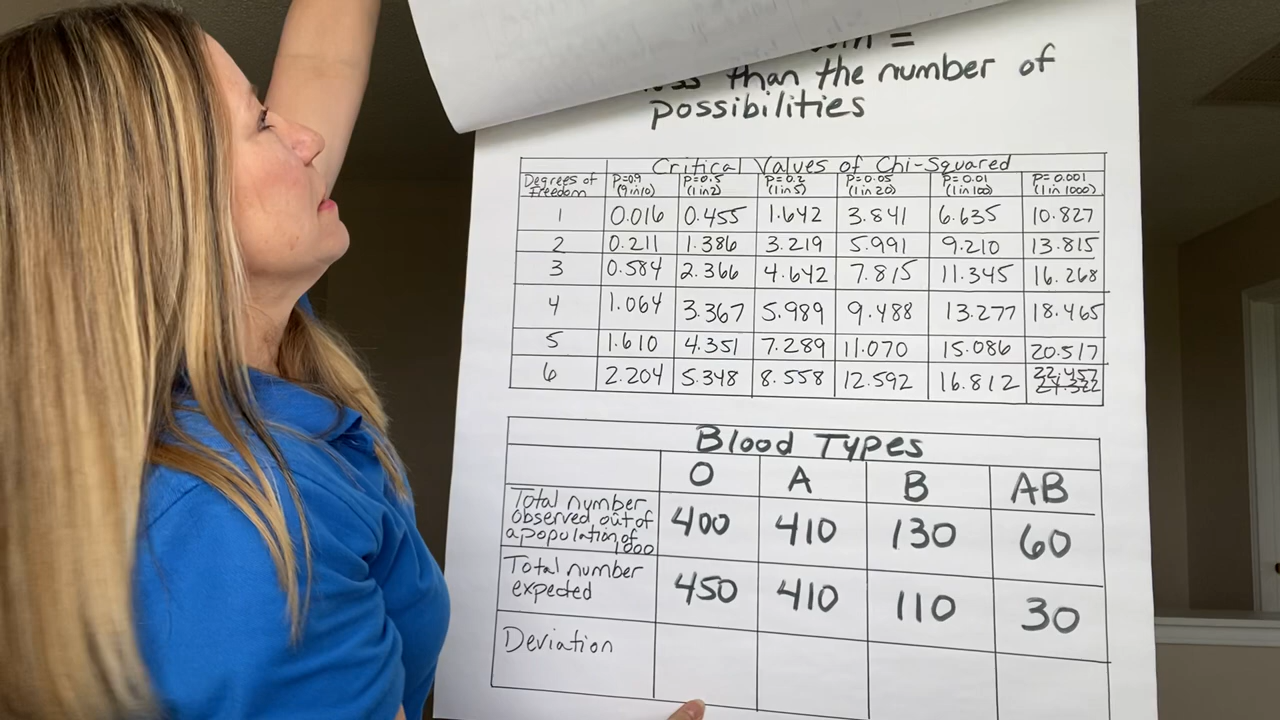 than the number of
possibilities
Critical Values of Chi-Squared
Degrees of Freedom P=0.9 (9 in 10) P=0.5 (1 in 2) P=0.2 (1 in 5) P=0.05 (1 in 20) P=0.01 (1 in 100) P=0.001 (1 in 1000)
1 0.016 0.455 1.642 3.841 6.635 10.827
2 0.211 1.386 3.219 5.991 9.210 13.815
3 0.584 2.366 4.642 7.815 11.345 16.268
4 1.064 3.367 5.989 9.488 13.277 18.465
5 1.610 4.351 7.289 11.070 15.086 20.517
6 2.204 5.348 8.558 12.592 16.812 22.457
Blood Types
O A B AB
Total number observed out of a population of 1000 400 410 130 60
Total number expected 450 410 110 30
Deviation